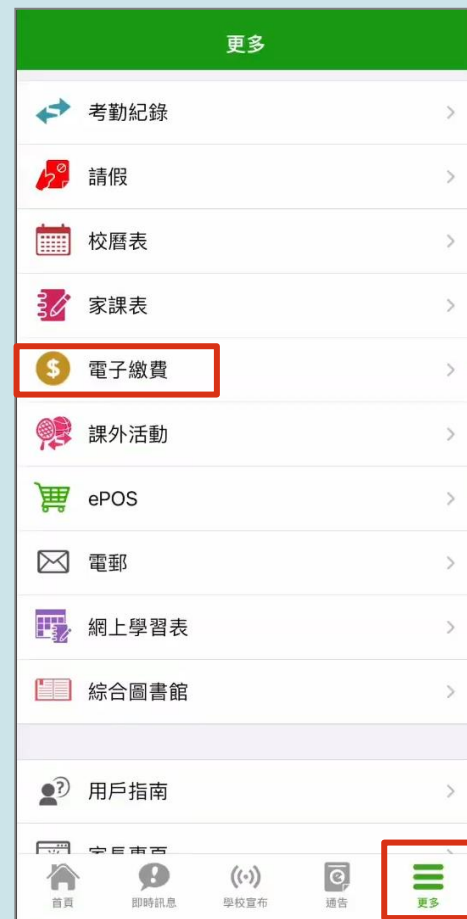 更多
考勤紀錄
請假
校曆表
家課表
電子繳費
課外活動
ePOS
電郵
網上學習表
綜合圖書館
用戶指南
首頁
即時訊息
學校宣布
通告
更多